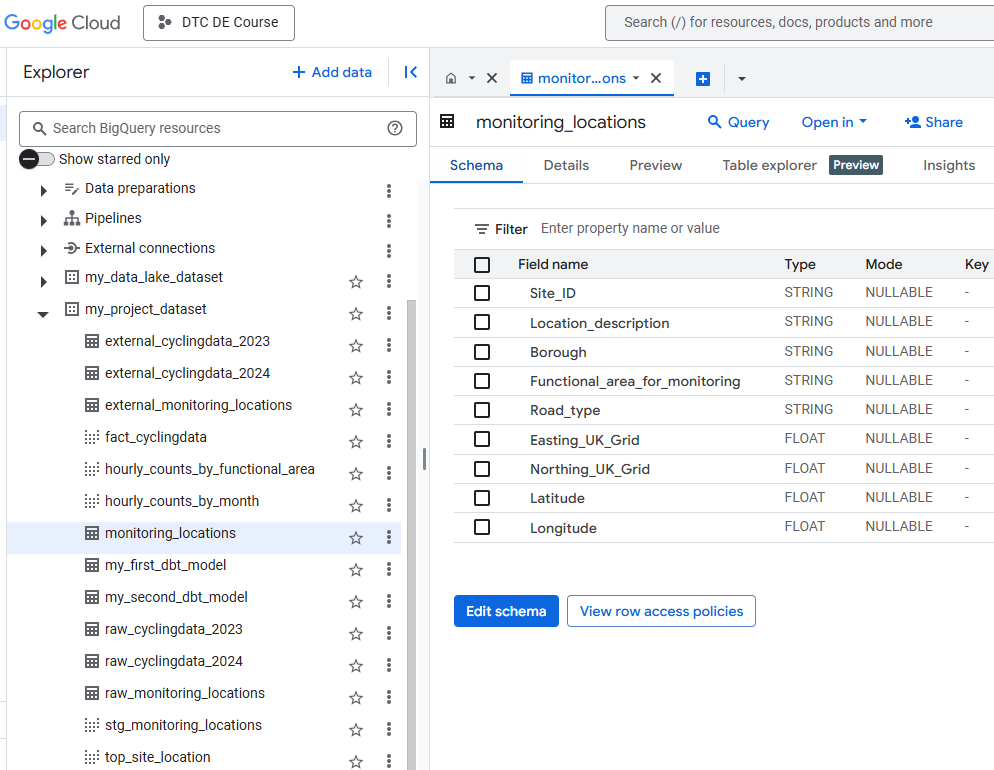 Google Cloud
DTC DE Course
Search (/) for resources, docs, products and more
Explorer
+ Add data
Search BigQuery resources
Show starred only
Data preparations
Pipelines
External connections
my_data_lake_dataset
my_project_dataset
external_cyclingdata_2023
external_cyclingdata_2024
external_monitoring_locations
fact_cyclingdata
hourly_counts_by_functional_area
hourly_counts_by_month
monitoring_locations
my_first_dbt_model
my_second_dbt_model
raw_cyclingdata_2023
raw_cyclingdata_2024
raw_monitoring_locations
stg_monitoring_locations
top_site_location
monitor...ons
monitoring_locations Query Open in Share
Schema Details Preview Table explorer Preview Insights
Filter Enter property name or value
Field name Type Mode Key
Site_ID STRING NULLABLE -
Location_description STRING NULLABLE -
Borough STRING NULLABLE -
Functional_area_for_monitoring STRING NULLABLE -
Road_type STRING NULLABLE -
Easting_UK_Grid FLOAT NULLABLE -
Northing_UK_Grid FLOAT NULLABLE -
Latitude FLOAT NULLABLE -
Longitude FLOAT NULLABLE -
Edit schema View row access policies